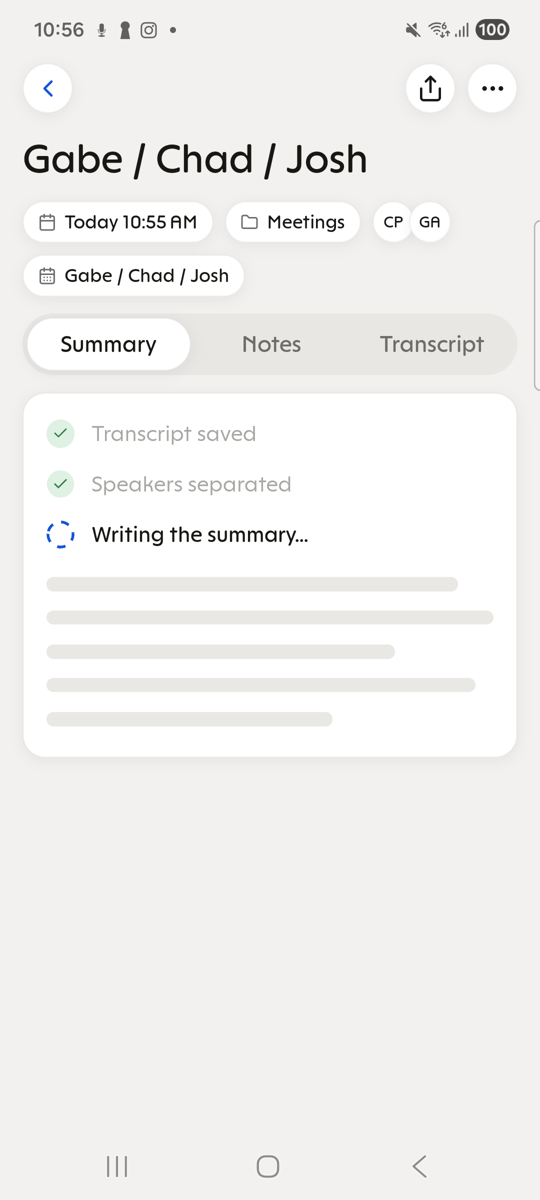 10:56
100
Gabe / Chad / Josh
Today 10:55 AM
Meetings
CP
GA
Gabe / Chad / Josh
Summary
Notes
Transcript
Transcript saved
Speakers separated
Writing the summary...